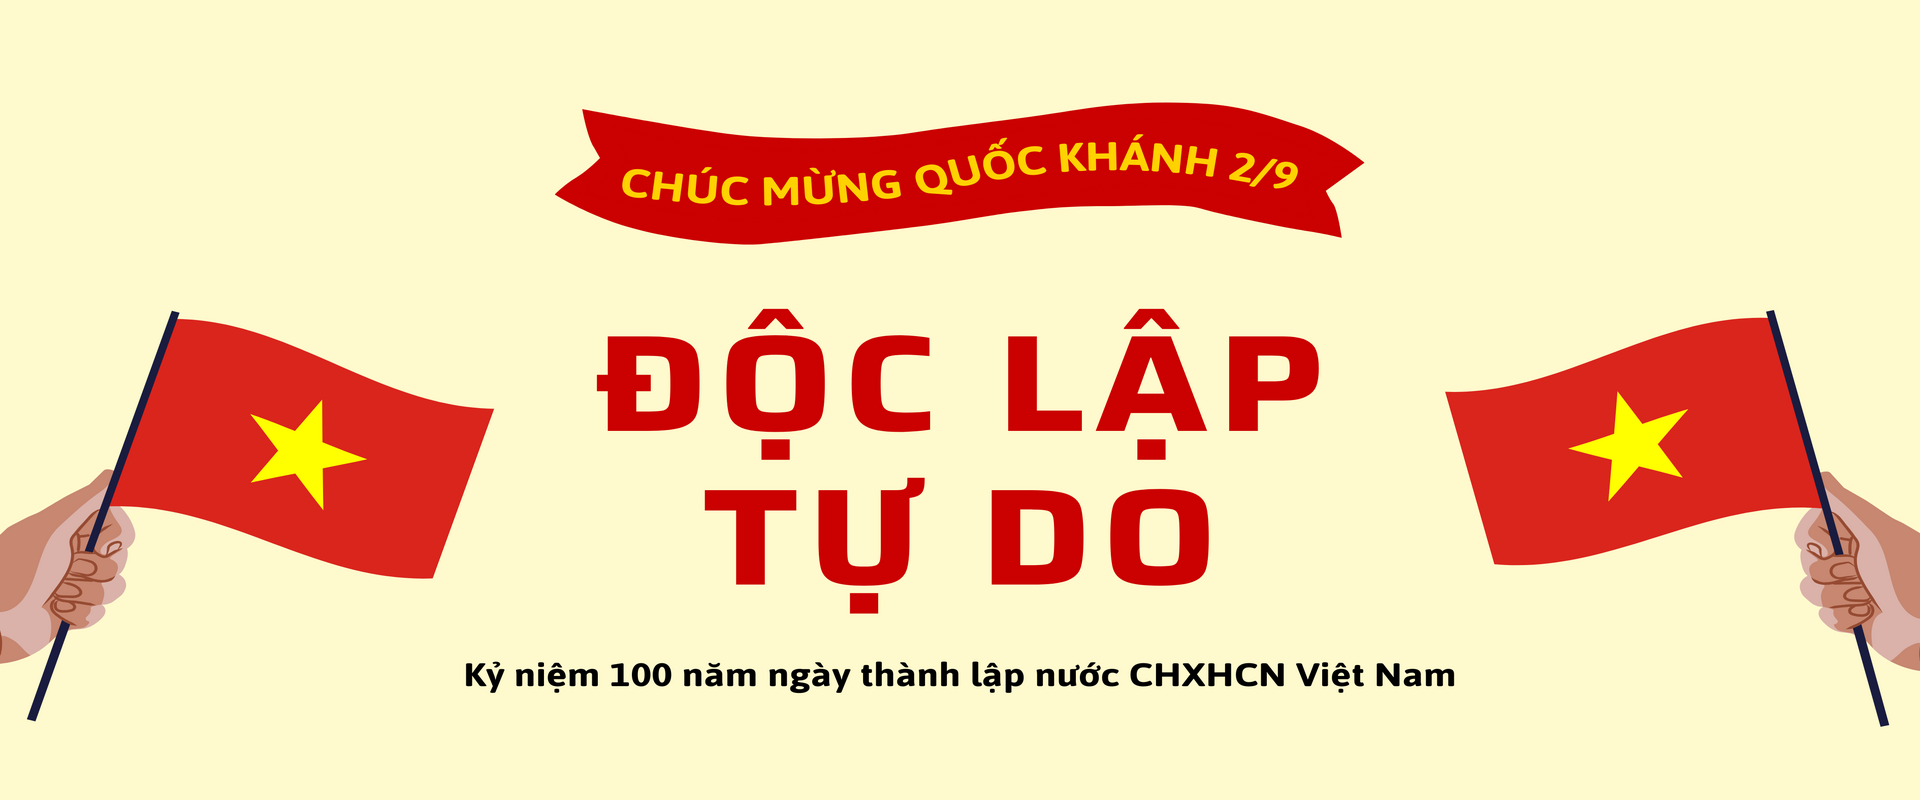 CHÚC MỪNG QUỐC KHÁNH 2/9
ĐỘC LẬP
TỰ DO
Kỷ niệm 100 năm ngày thành lập nước CHXHCN Việt Nam